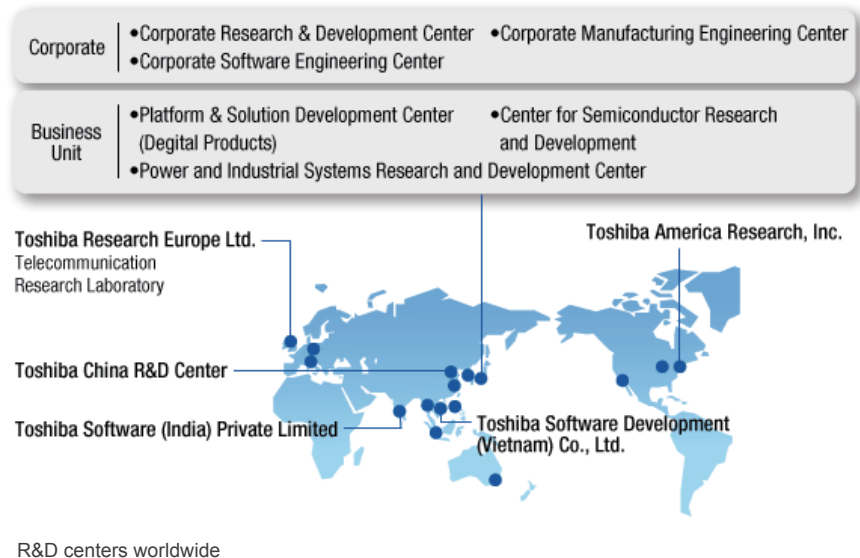 Corporate
•Corporate Research & Development Center •Corporate Manufacturing Engineering Center
•Corporate Software Engineering Center
Business
Unit
•Platform & Solution Development Center
(Degital Products)
•Center for Semiconductor Research
and Development
•Power and Industrial Systems Research and Development Center
Toshiba Research Europe Ltd.
Telecommunication
Research Laboratory
Toshiba America Research, Inc.
Toshiba China R&D Center
Toshiba Software (India) Private Limited
Toshiba Software Development
(Vietnam) Co., Ltd.
R&D centers worldwide